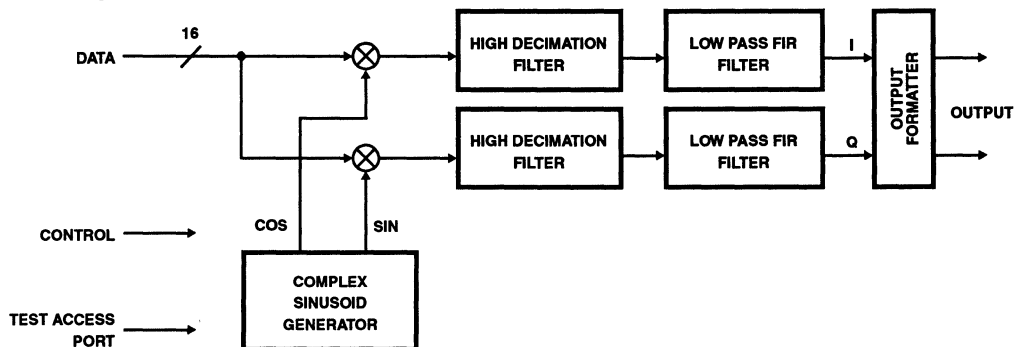 16
DATA
HIGH DECIMATION
FILTER
LOW PASS FIR
FILTER
I
OUTPUT
FORMATTER
OUTPUT
HIGH DECIMATION
FILTER
LOW PASS FIR
FILTER
Q
COS
SIN
CONTROL
COMPLEX
SINUSOID
GENERATOR
TEST ACCESS
PORT